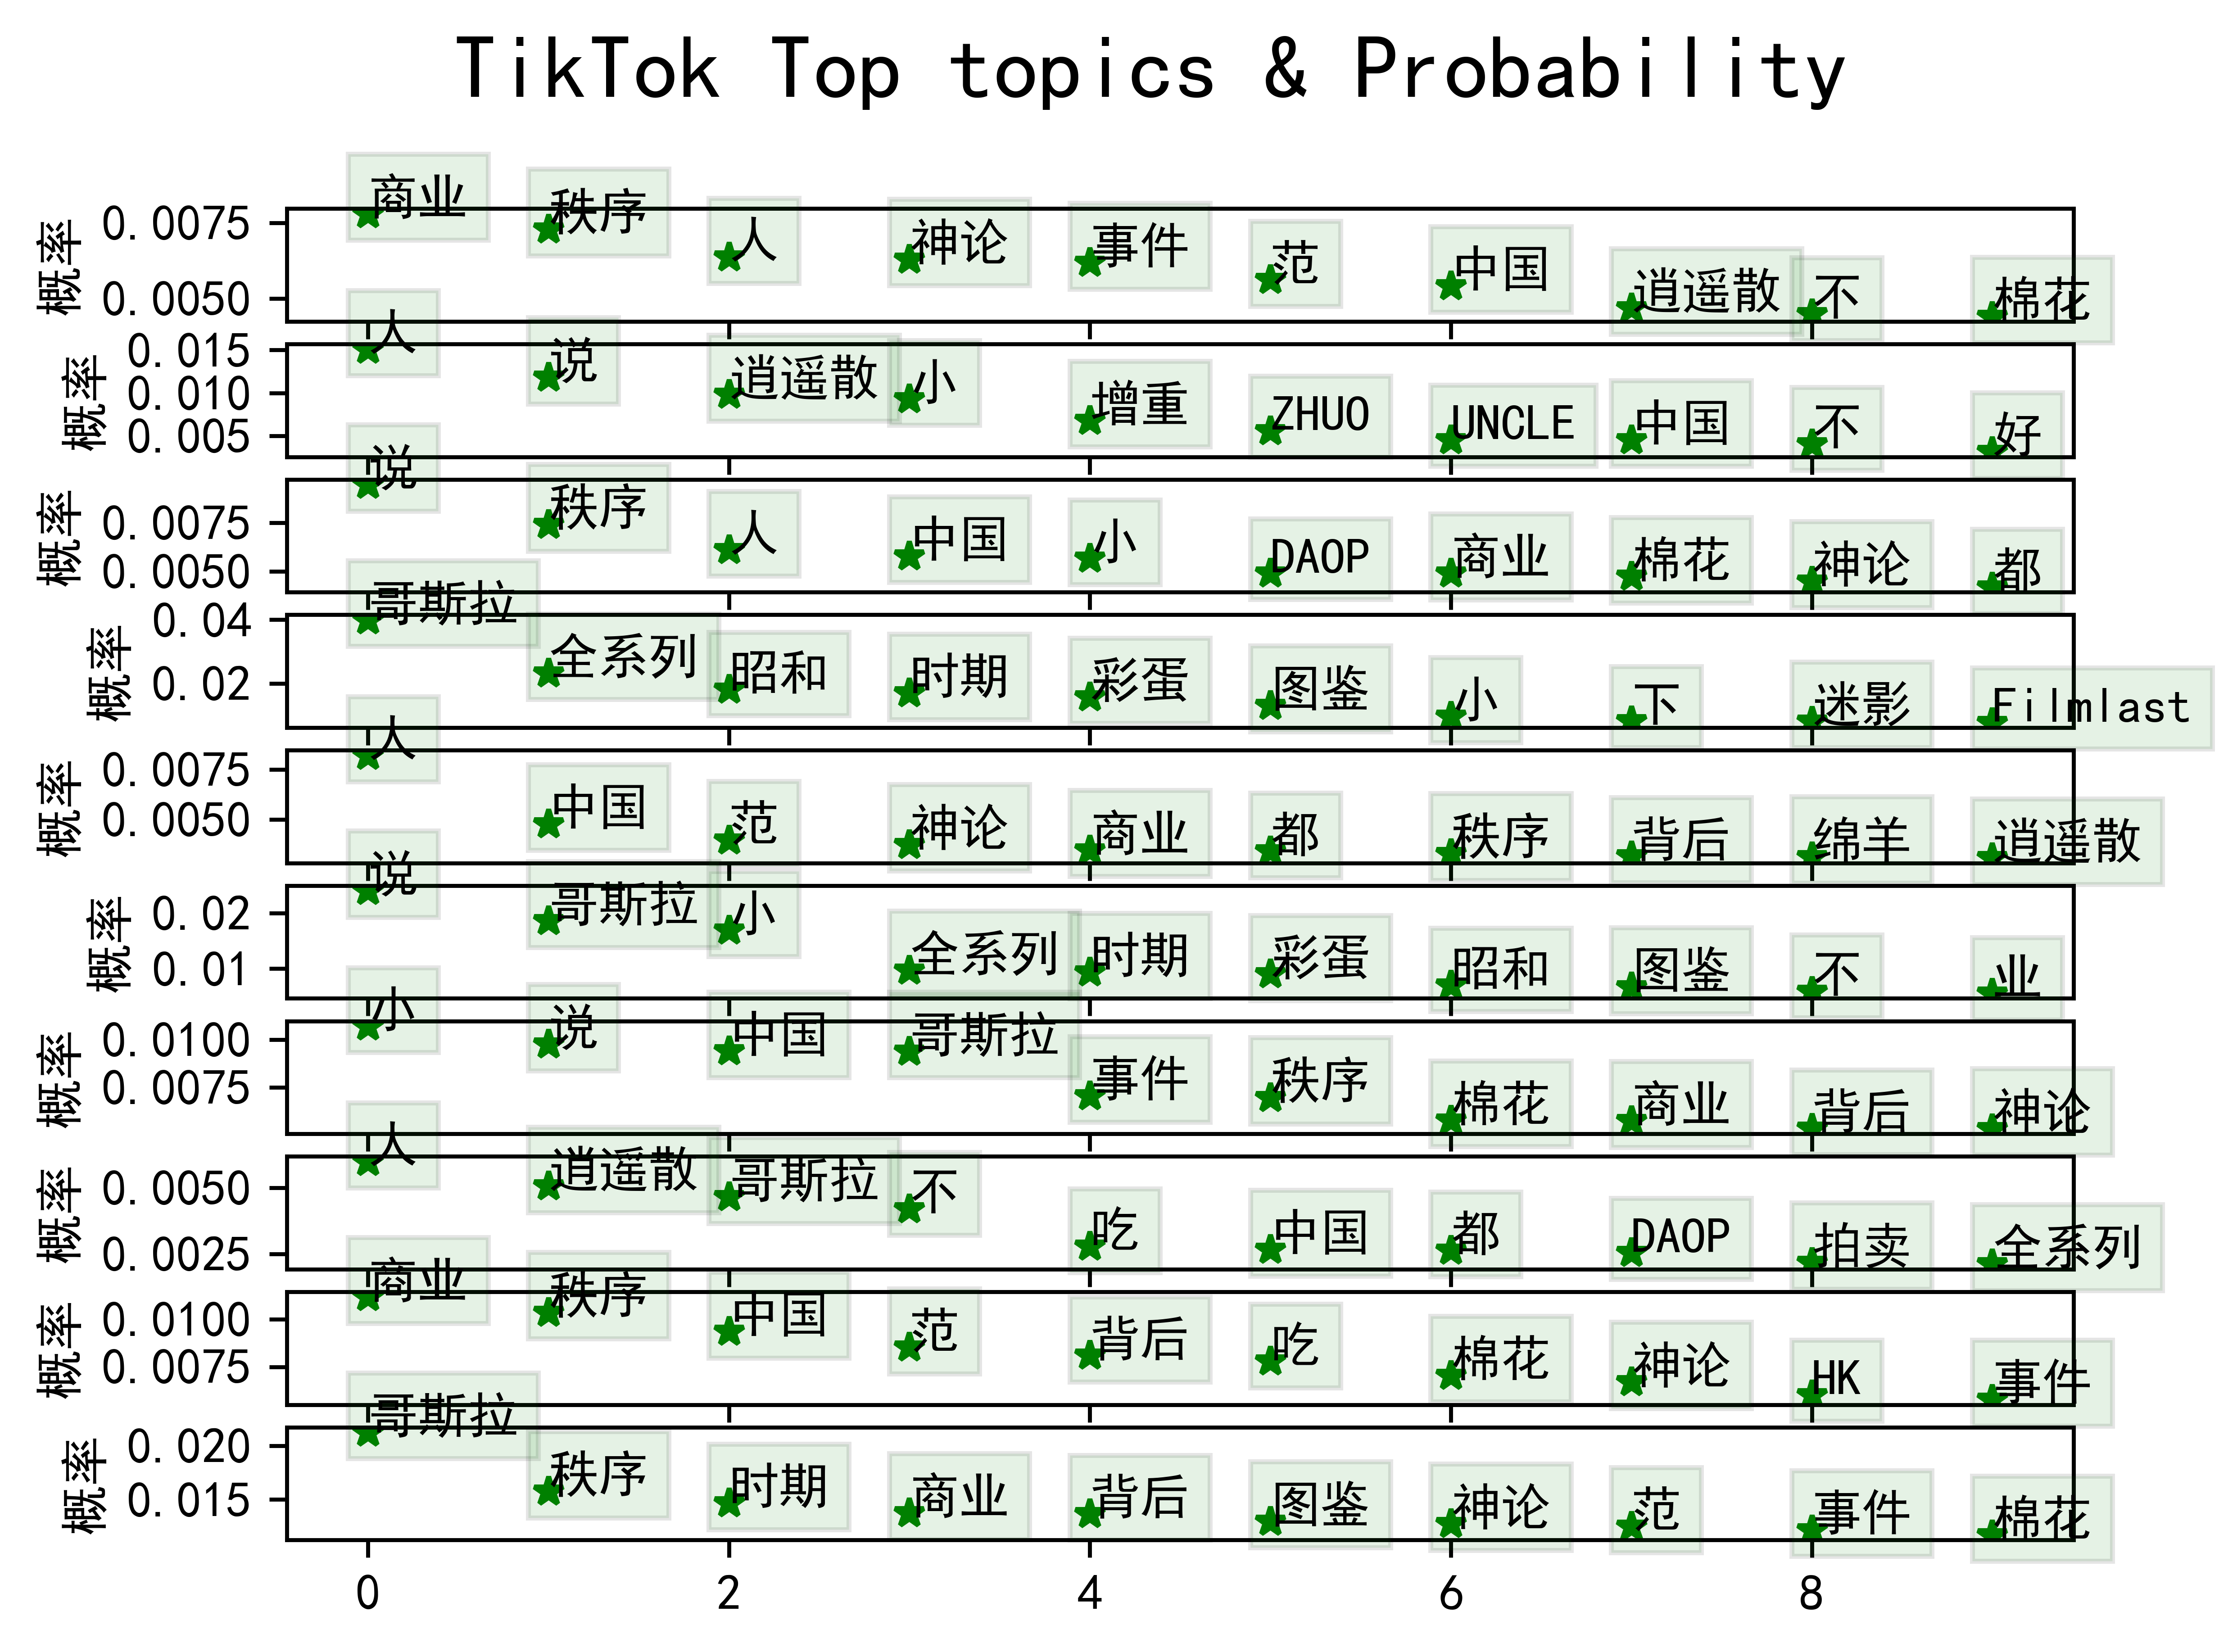 TikTok Top topics & Probability
概率 0.0075 0.0050 商业 秩序 人 神论 事件 范 中国 逍遥散 不 棉花
概率 0.015 0.010 0.005 人 说 逍遥散 小 增重 ZHUO UNCLE 中国 不 好
概率 0.0075 0.0050 说 秩序 人 中国 小 DAOP 商业 棉花 神论 都
概率 0.04 0.02 哥斯拉 全系列 昭和 时期 彩蛋 图鉴 小 下 迷影 Filmlast
概率 0.0075 0.0050 人 中国 范 神论 商业 都 秩序 背后 绵羊 逍遥散
概率 0.02 0.01 说 哥斯拉 小 全系列 时期 彩蛋 昭和 图鉴 不 业
概率 0.0100 0.0075 小 说 中国 哥斯拉 事件 秩序 棉花 商业 背后 神论
概率 0.0050 0.0025 人 逍遥散 哥斯拉 不 吃 中国 都 DAOP 拍卖 全系列
概率 0.0100 0.0075 商业 秩序 中国 范 背后 吃 棉花 神论 HK 事件
概率 0.020 0.015 哥斯拉 秩序 时期 商业 背后 图鉴 神论 范 事件 棉花
0 2 4 6 8